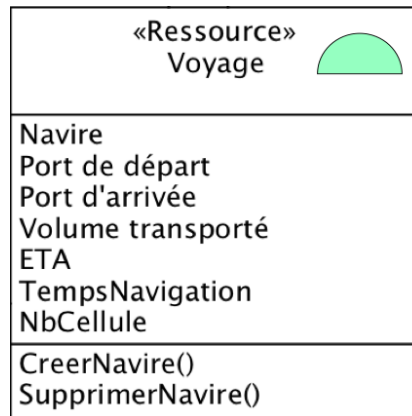 «Ressource»
Voyage
Navire
Port de départ
Port d'arrivée
Volume transporté
ETA
TempsNavigation
NbCellule
CreerNavire()
SupprimerNavire()